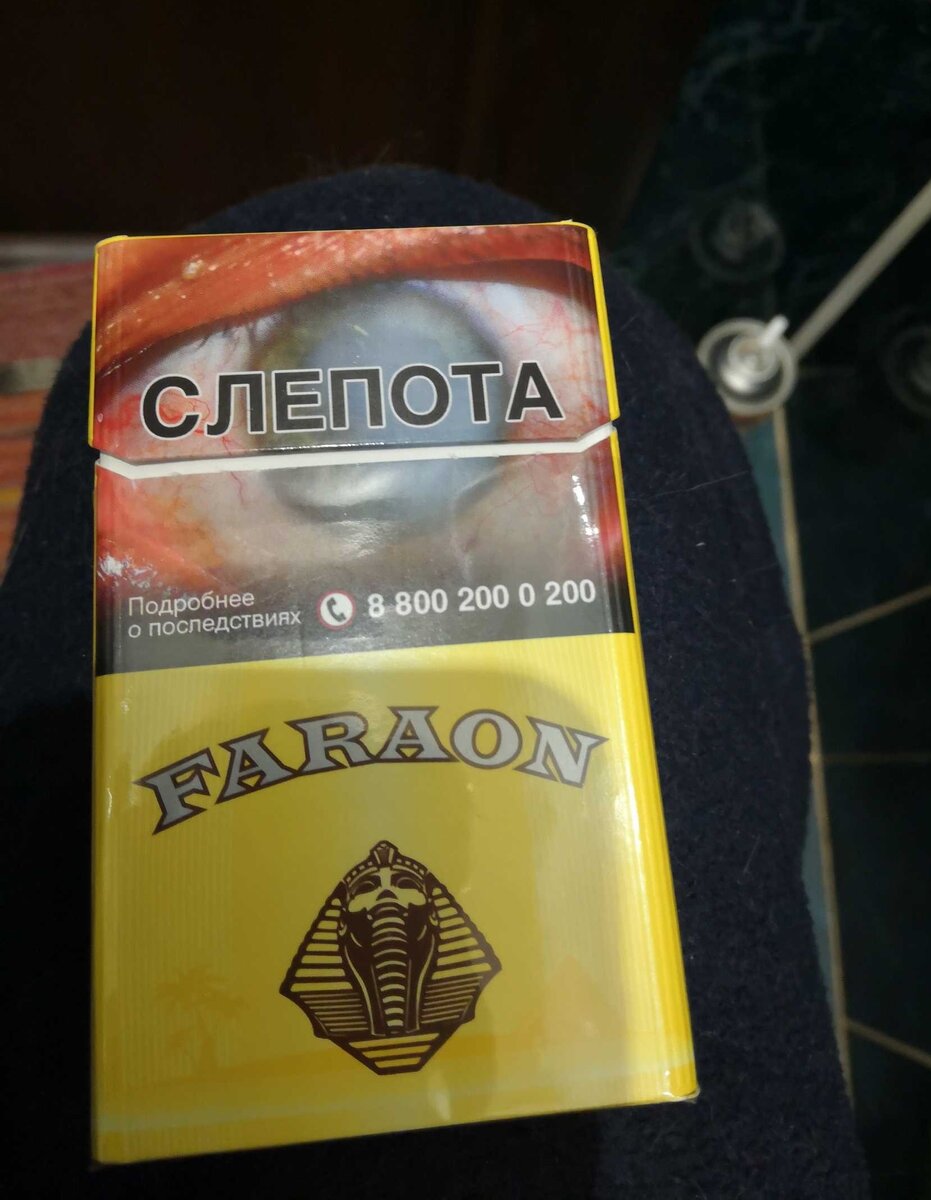 СЛЕПОТА
Подробнее
о последствиях 8 800 200 0 200
FARAON